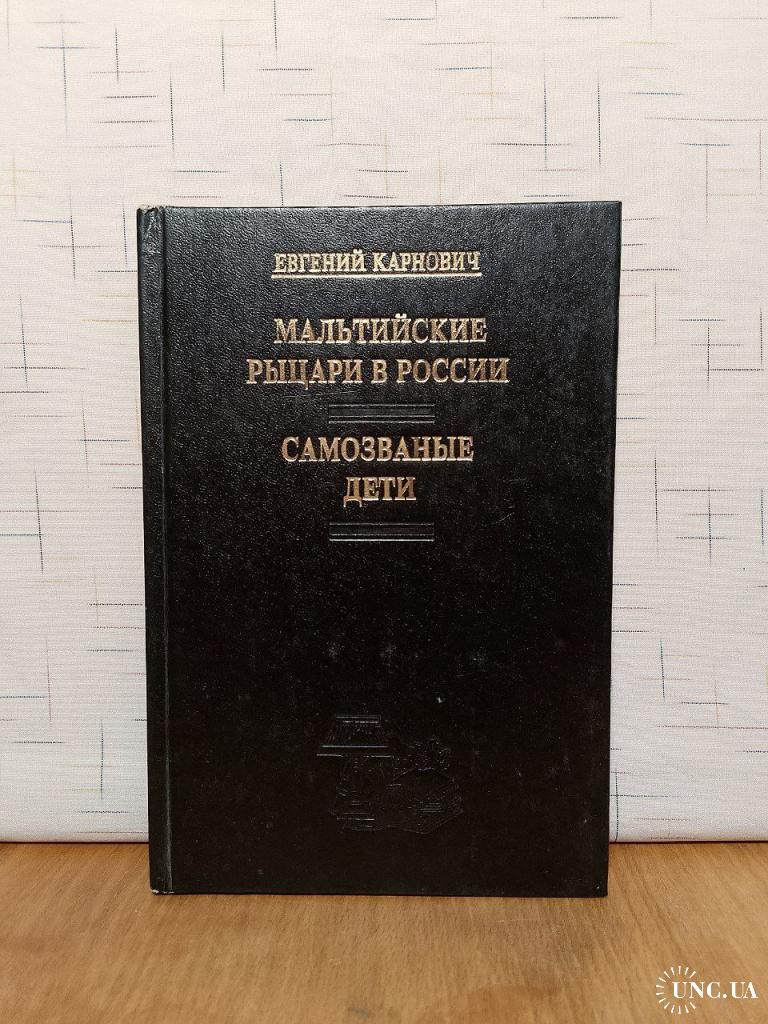 ЕВГЕНИЙ КАРНОВИЧ
МАЛЬТИЙСКИЕ
РЫЦАРИ В РОССИИ
САМОЗВАНЫЕ
ДЕТИ
UNC.UA